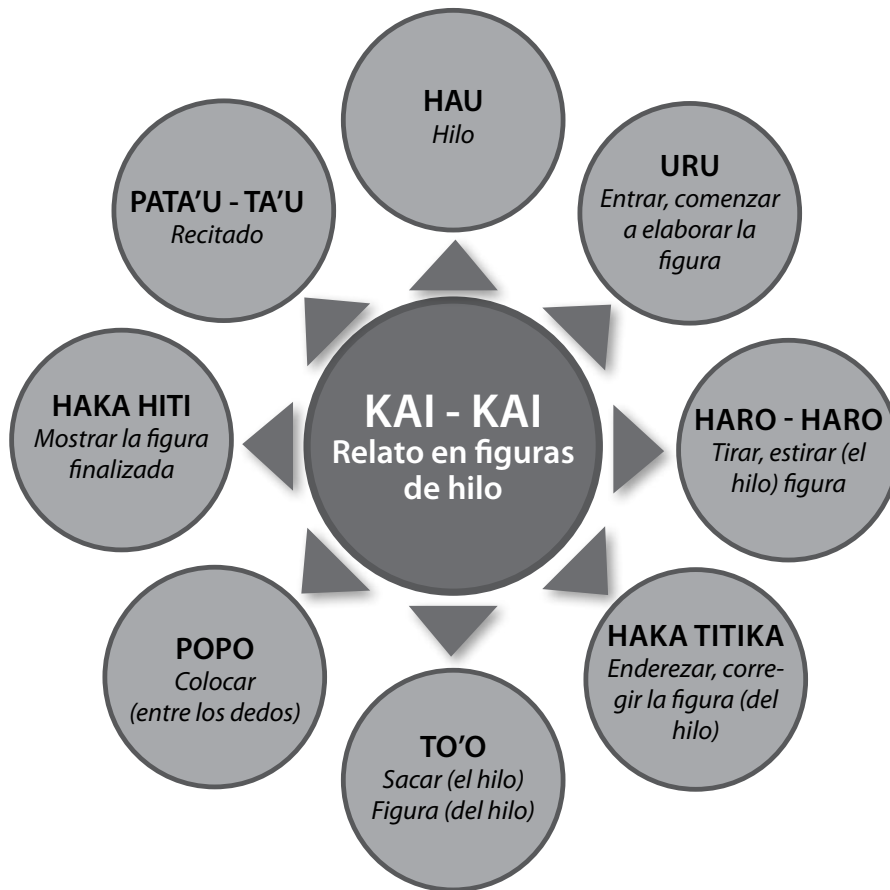 HAU
Hilo
URU
Entrar, comenzar
a elaborar la
figura
PATA'U - TA'U
Recitado
HAKA HITI
Mostrar la figura
finalizada
KAI - KAI
Relato en figuras
de hilo
HARO - HARO
Tirar, estirar (el
hilo) figura
HAKA TITIKA
Enderezar, corre-
gir la figura (del
hilo)
POPO
Colocar
(entre los dedos)
TO'O
Sacar (el hilo)
Figura (del hilo)